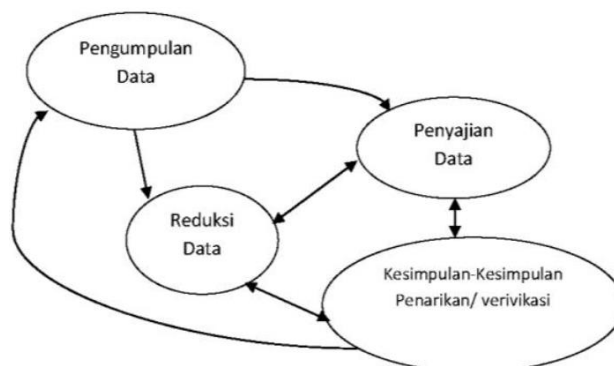 Pengumpulan
Data
Penyajian
Data
Reduksi
Data
Kesimpulan-Kesimpulan
Penarikan/ verivikasi